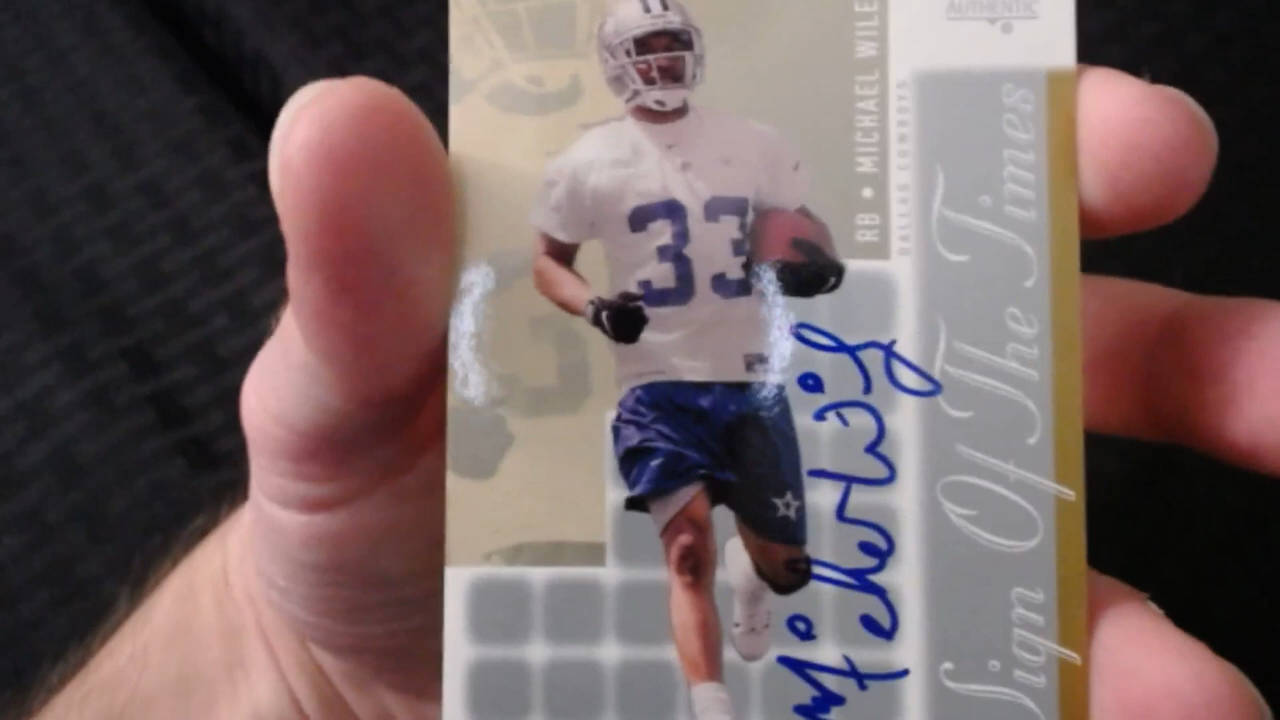 AUTHENTIC
RB • MICHAEL WILE
DALLAS COWBOYS
Sign Of The Times
33